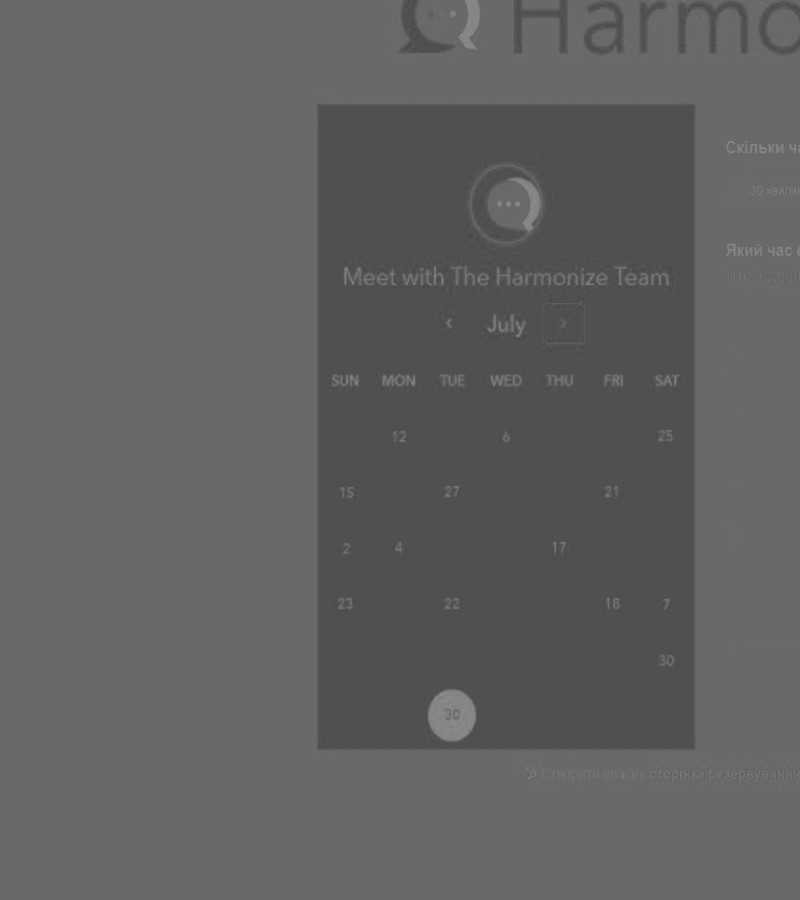 Harmo
Скільки ча
30 хвилин
Meet with The Harmonize Team
Який час є
‹ July ›
SUN MON TUE WED THU FRI SAT
12 6 25
15 27 21
2 4 17
23 22 18 7
30
30
Створити власну сторінка резервування